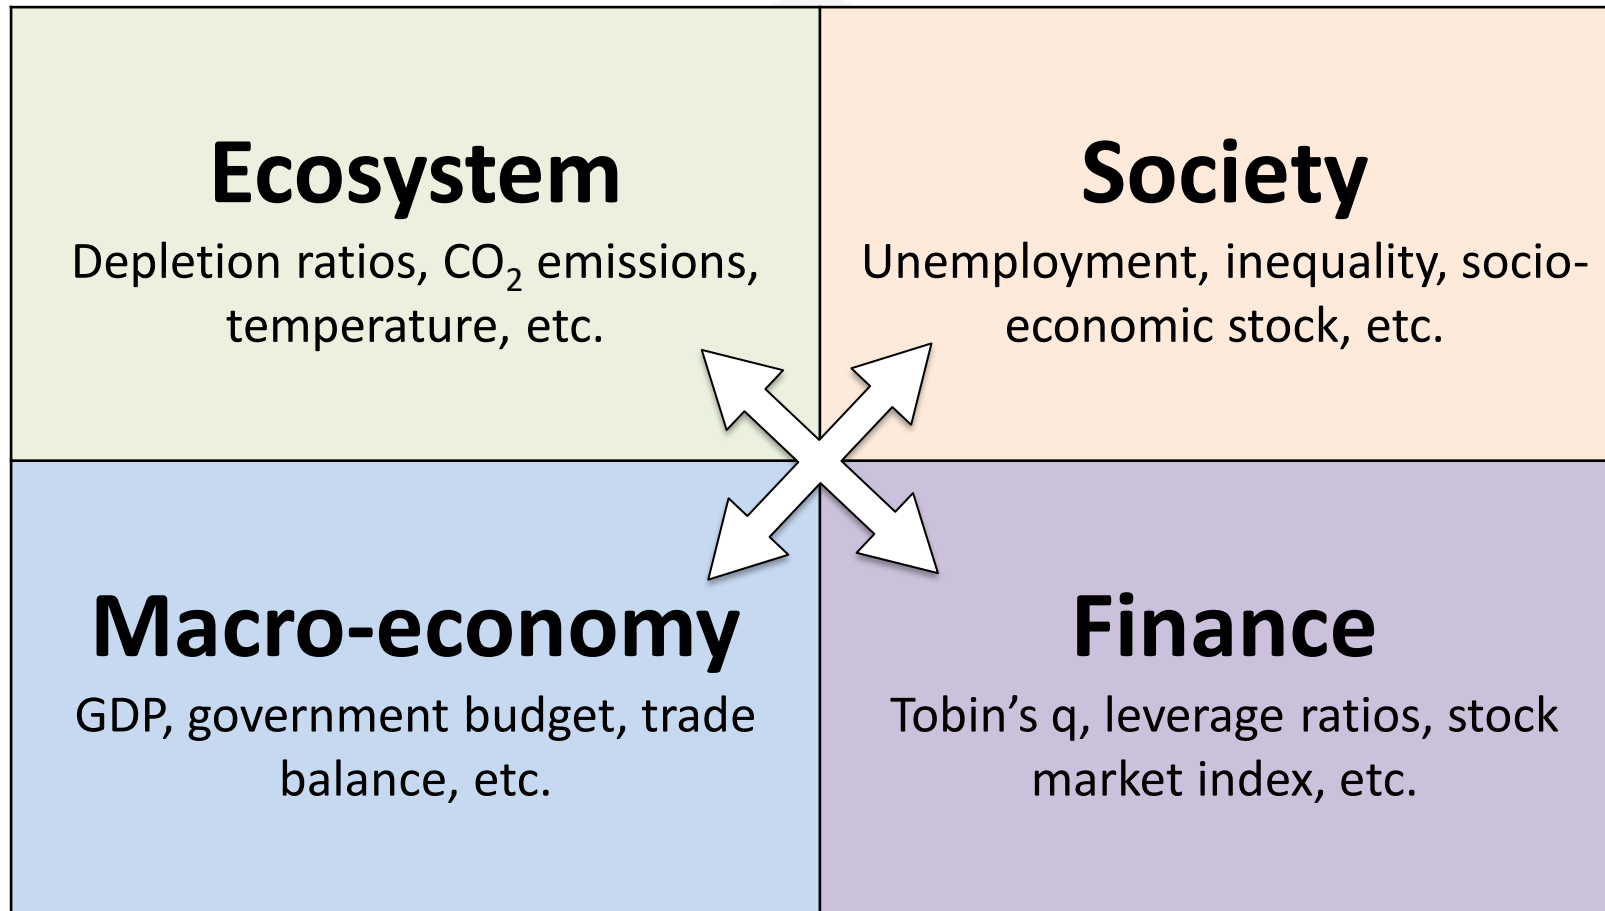 Ecosystem
Depletion ratios, CO₂ emissions,
temperature, etc.
Society
Unemployment, inequality, socio-
economic stock, etc.
Macro-economy
GDP, government budget, trade
balance, etc.
Finance
Tobin’s q, leverage ratios, stock
market index, etc.